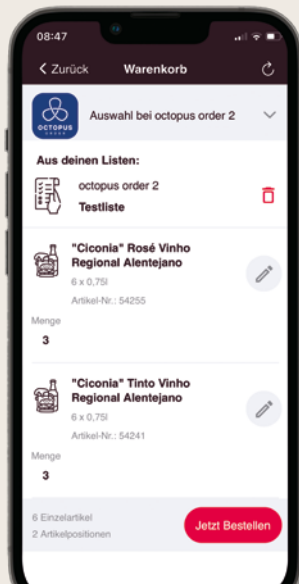 08:47
Zurück Warenkorb
OCTOPUS
Auswahl bei octopus order 2
Aus deinen Listen:
octopus order 2
Testliste
"Ciconia" Rosé Vinho
Regional Alentejano
6 x 0,75l
Artikel-Nr.: 54255
Menge
3
"Ciconia" Tinto Vinho
Regional Alentejano
6 x 0,75l
Artikel-Nr.: 54241
Menge
3
6 Einzelartikel
2 Artikelpositionen
Jetzt Bestellen